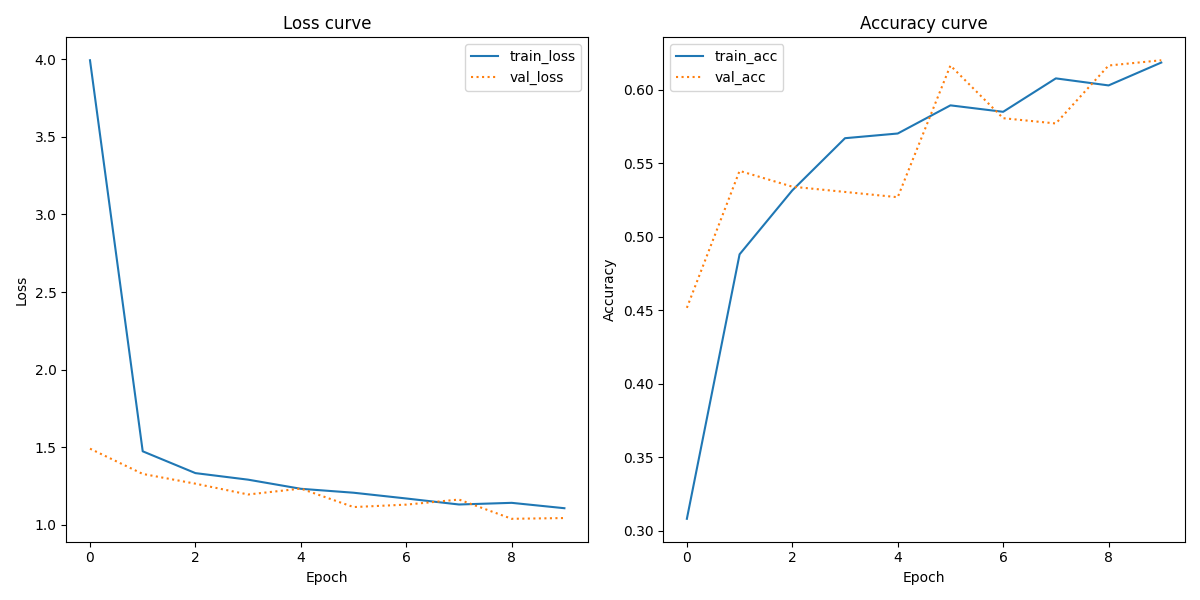 Loss curve
train_loss
val_loss
4.0
3.5
3.0
2.5
2.0
1.5
1.0
Loss
0 2 4 6 8
Epoch
Accuracy curve
train_acc
val_acc
0.60
0.55
0.50
0.45
0.40
0.35
0.30
Accuracy
0 2 4 6 8
Epoch